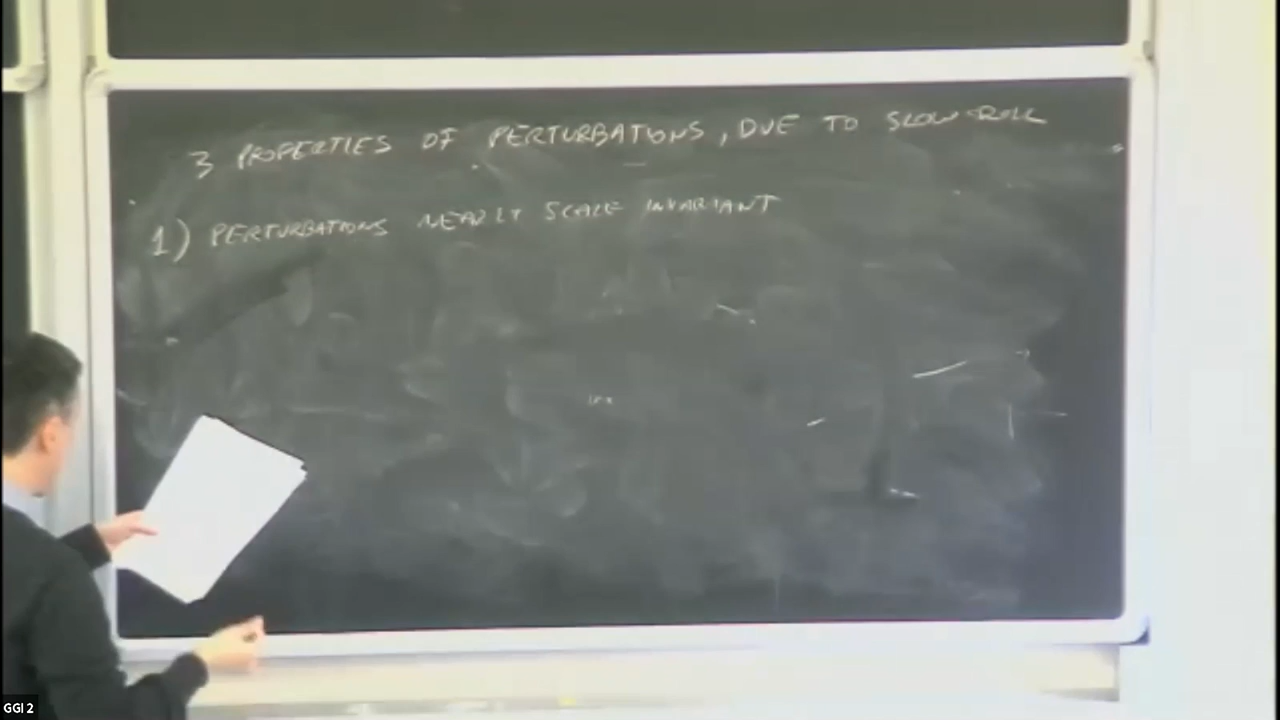 3 PROPERTIES OF PERTURBATIONS, DUE TO SLOW-ROLL
1) PERTURBATIONS NEARLY SCALE INVARIANT
GGI 2